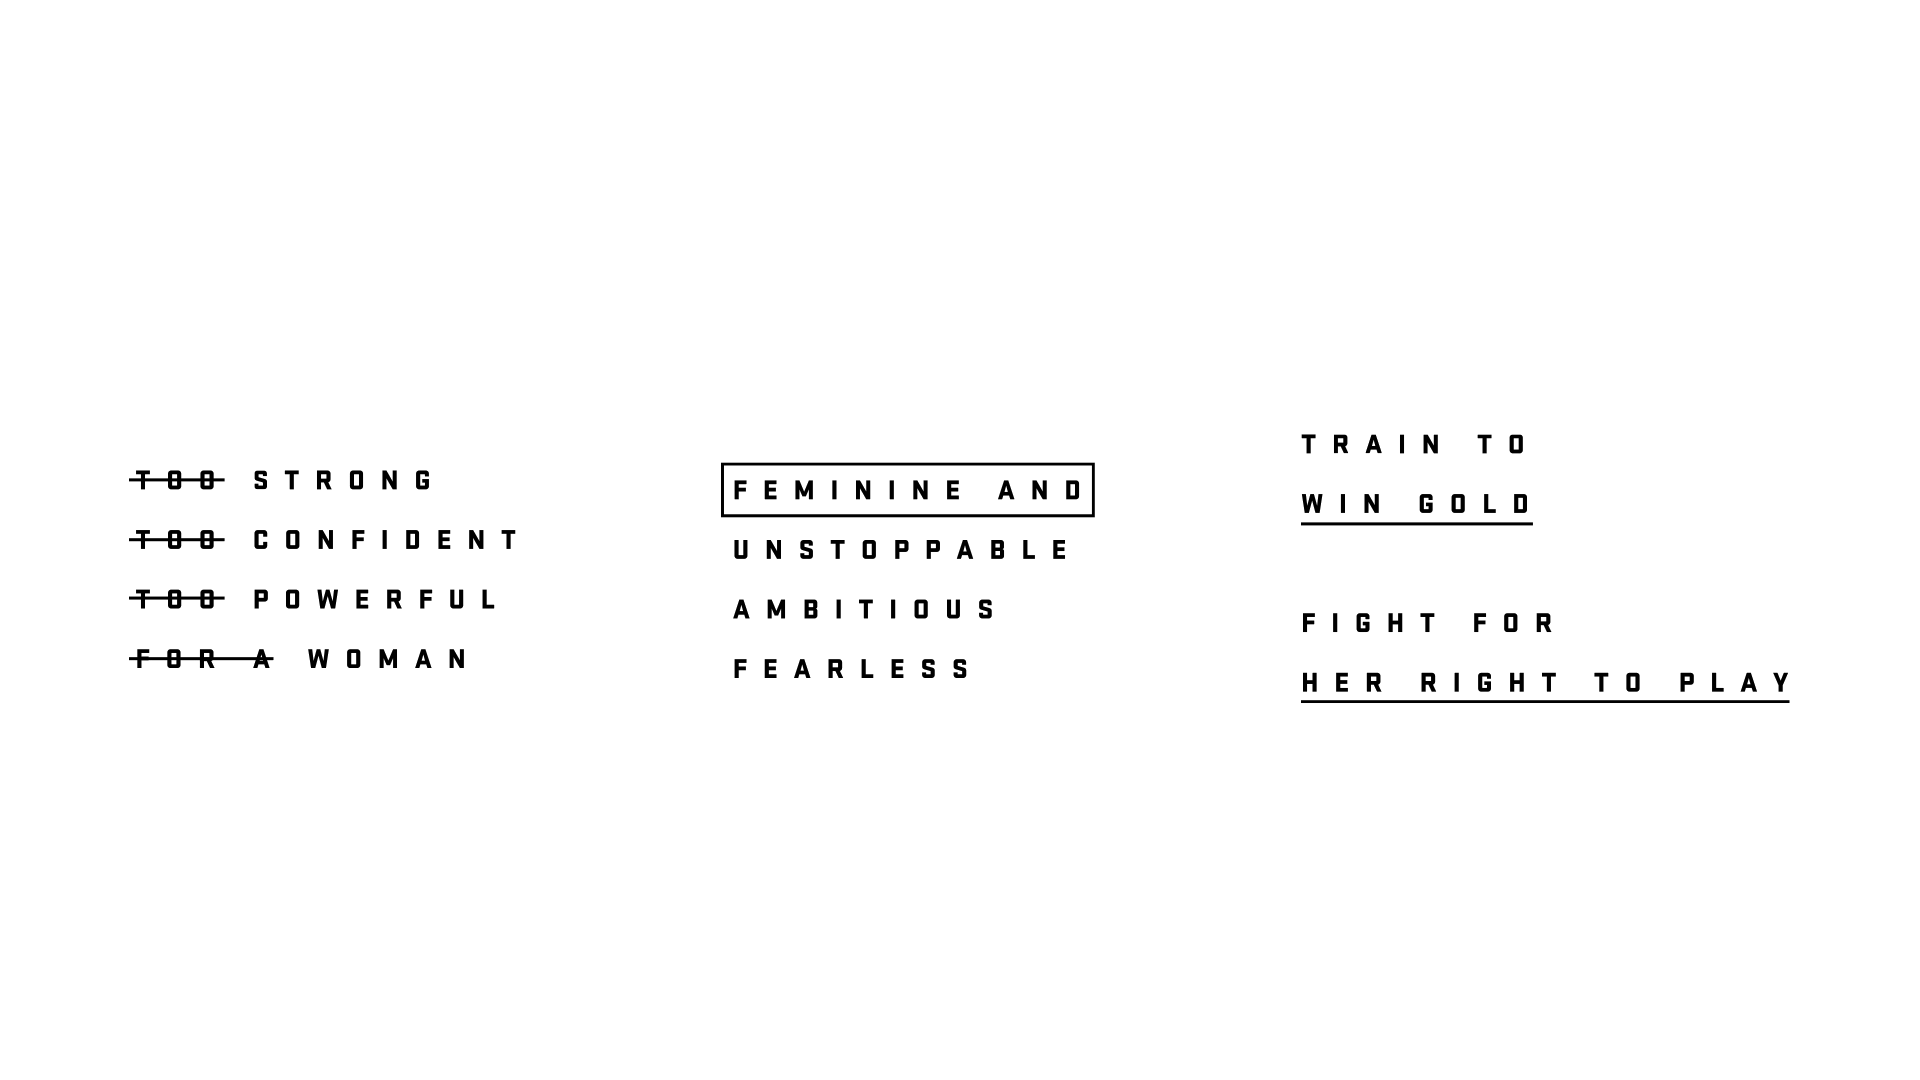 TOO STRONG
TOO CONFIDENT
TOO POWERFUL
FOR A WOMAN
FEMININE AND
UNSTOPPABLE
AMBITIOUS
FEARLESS
TRAIN TO
WIN GOLD
FIGHT FOR
HER RIGHT TO PLAY